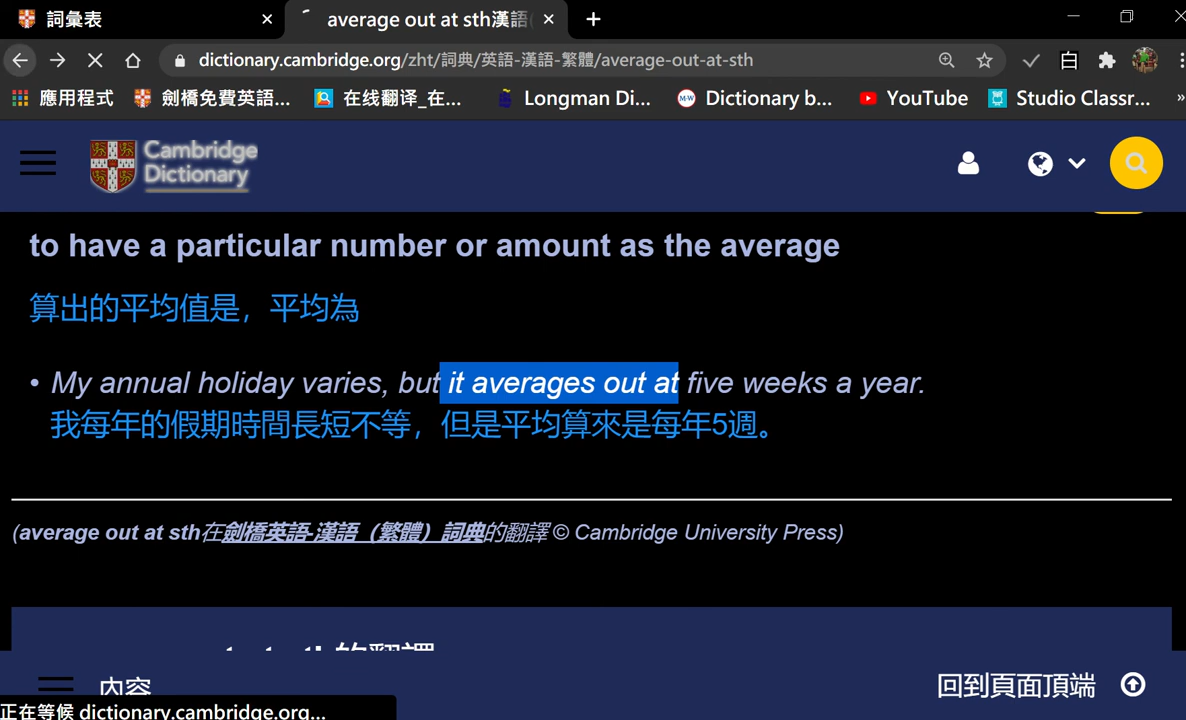 詞彙表
average out at sth漢語
dictionary.cambridge.org/zht/詞典/英語-漢語-繁體/average-out-at-sth
應用程式 劍橋免費英語... 在线翻译_在... Longman Di... Dictionary b... YouTube Studio Classr... »
Cambridge
Dictionary
to have a particular number or amount as the average
算出的平均值是，平均為
• My annual holiday varies, but it averages out at five weeks a year.
我每年的假期時間長短不等，但是平均算來是每年5週。
(average out at sth在劍橋英語-漢語（繁體）詞典的翻譯 © Cambridge University Press)
內容
回到頁面頂端
正在等候 dictionary.cambridge.org...